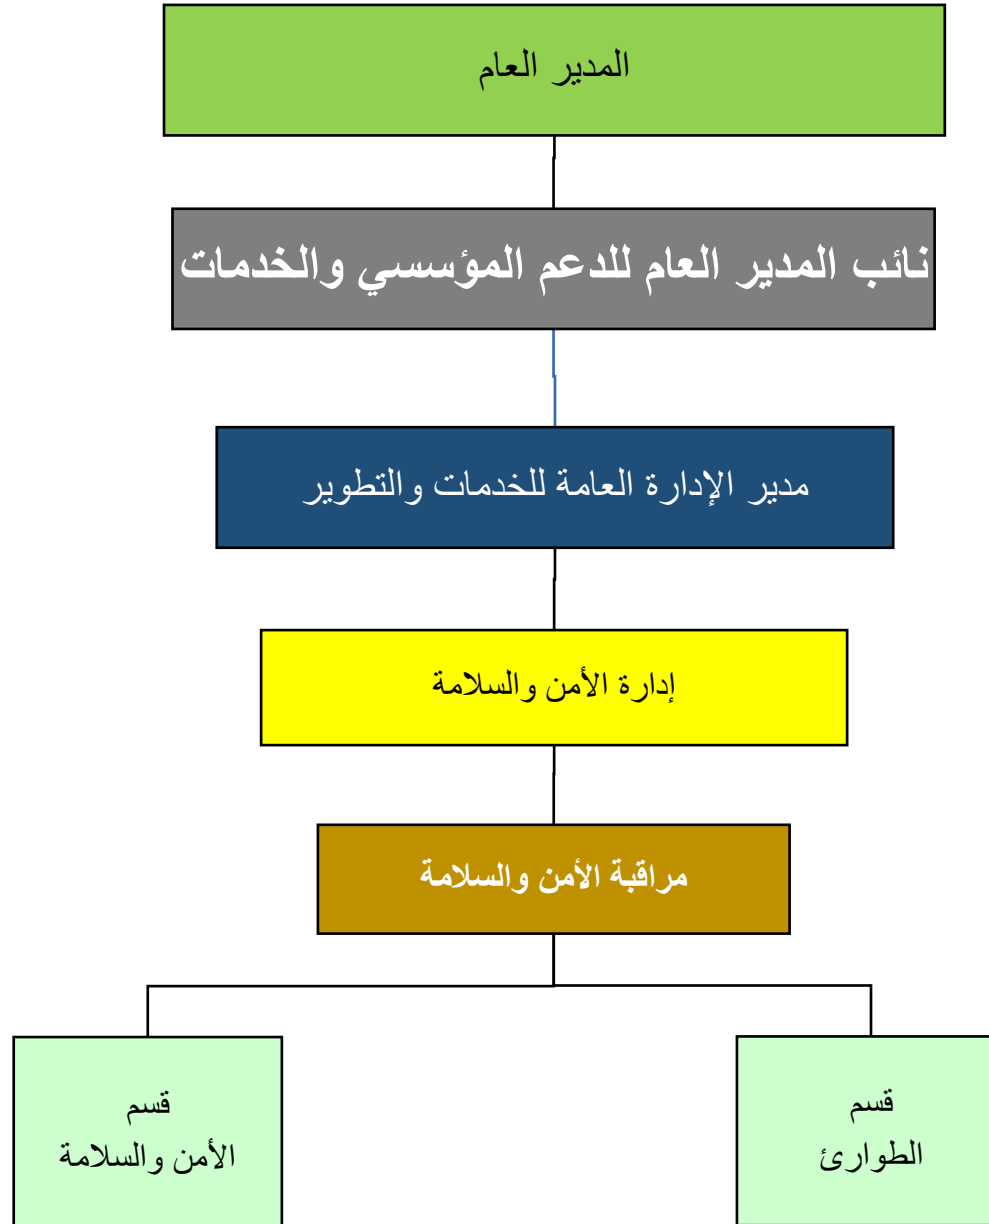 المدير العام
نائب المدير العام للدعم المؤسسي والخدمات
مدير الإدارة العامة للخدمات والتطوير
إدارة الأمن والسلامة
مراقبة الأمن والسلامة
قسم
الطوارئ
قسم
الأمن والسلامة